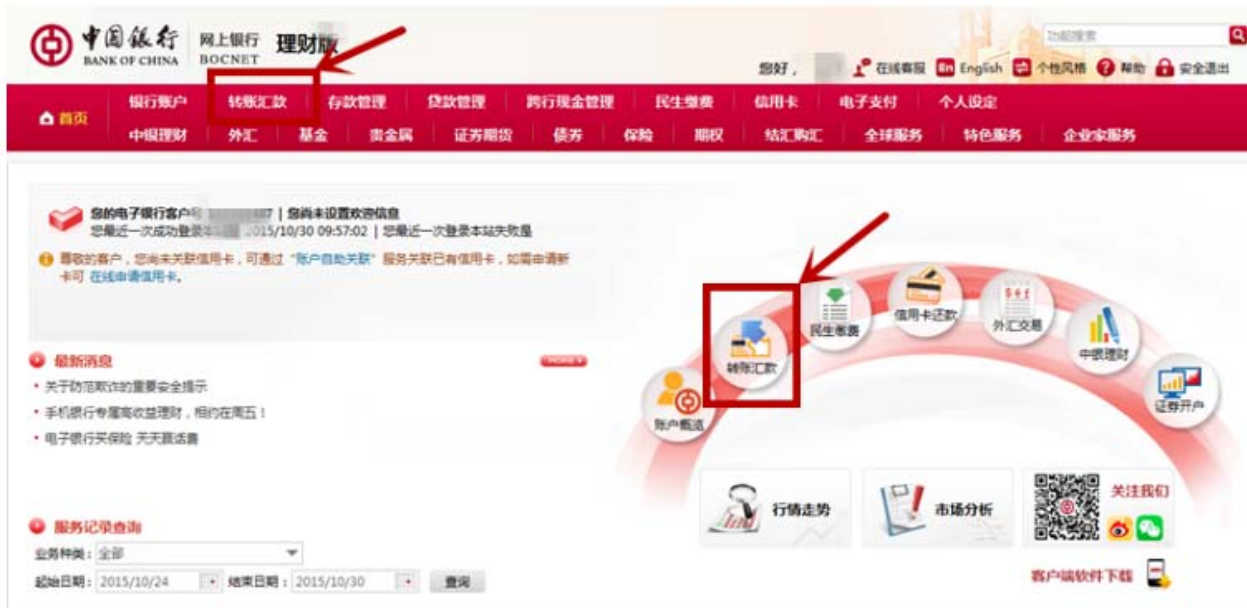 中国银行 网上银行 理财版
BANK OF CHINA BOCNET
功能搜索
您好， 在线客服 En English 个性风格 帮助 安全退出
首页
银行账户 转账汇款 存款管理 贷款管理 跨行现金管理 民生缴费 信用卡 电子支付 个人设定
中银理财 外汇 基金 贵金属 证券期货 债券 保险 期权 结汇购汇 全球服务 特色服务 企业家服务
您的电子银行客户号 487 | 您尚未设置欢迎信息
您最近一次成功登录 2015/10/30 09:57:02 | 您最近一次登录本站失败是
尊敬的客户，您尚未关联信用卡，可通过“账户自助关联”服务关联已有信用卡，如需申请新
卡可 在线申请信用卡。
最新消息
MORE
关于防范欺诈的重要安全提示
手机银行专属高收益理财，相约在周五！
电子银行买保险 天天赢话费
账户概览
转账汇款
民生缴费
信用卡还款
外汇交易
中银理财
证券开户
行情走势
市场分析
关注我们
客户端软件下载
服务记录查询
业务种类：全部
起始日期：2015/10/24 结束日期：2015/10/30 查询